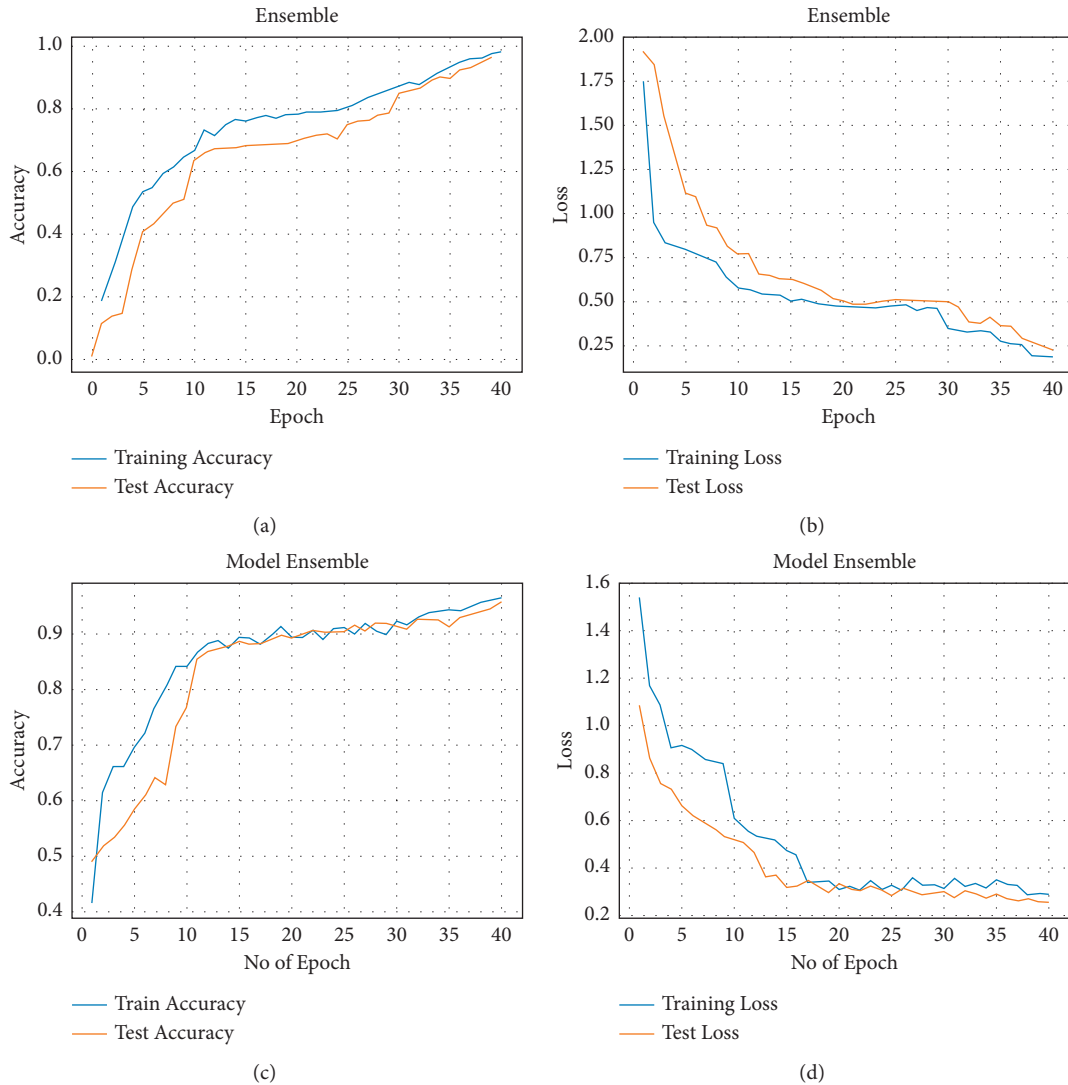 Ensemble
1.0
0.8
0.6
0.4
0.2
0.0
Accuracy
0 5 10 15 20 25 30 35 40
Epoch
Training Accuracy
Test Accuracy
(a)
Ensemble
2.00
1.75
1.50
1.25
1.00
0.75
0.50
0.25
Loss
0 5 10 15 20 25 30 35 40
Epoch
Training Loss
Test Loss
(b)
Model Ensemble
0.9
0.8
0.7
0.6
0.5
0.4
Accuracy
0 5 10 15 20 25 30 35 40
No of Epoch
Train Accuracy
Test Accuracy
(c)
Model Ensemble
1.6
1.4
1.2
1.0
0.8
0.6
0.4
0.2
Loss
0 5 10 15 20 25 30 35 40
No of Epoch
Training Loss
Test Loss
(d)